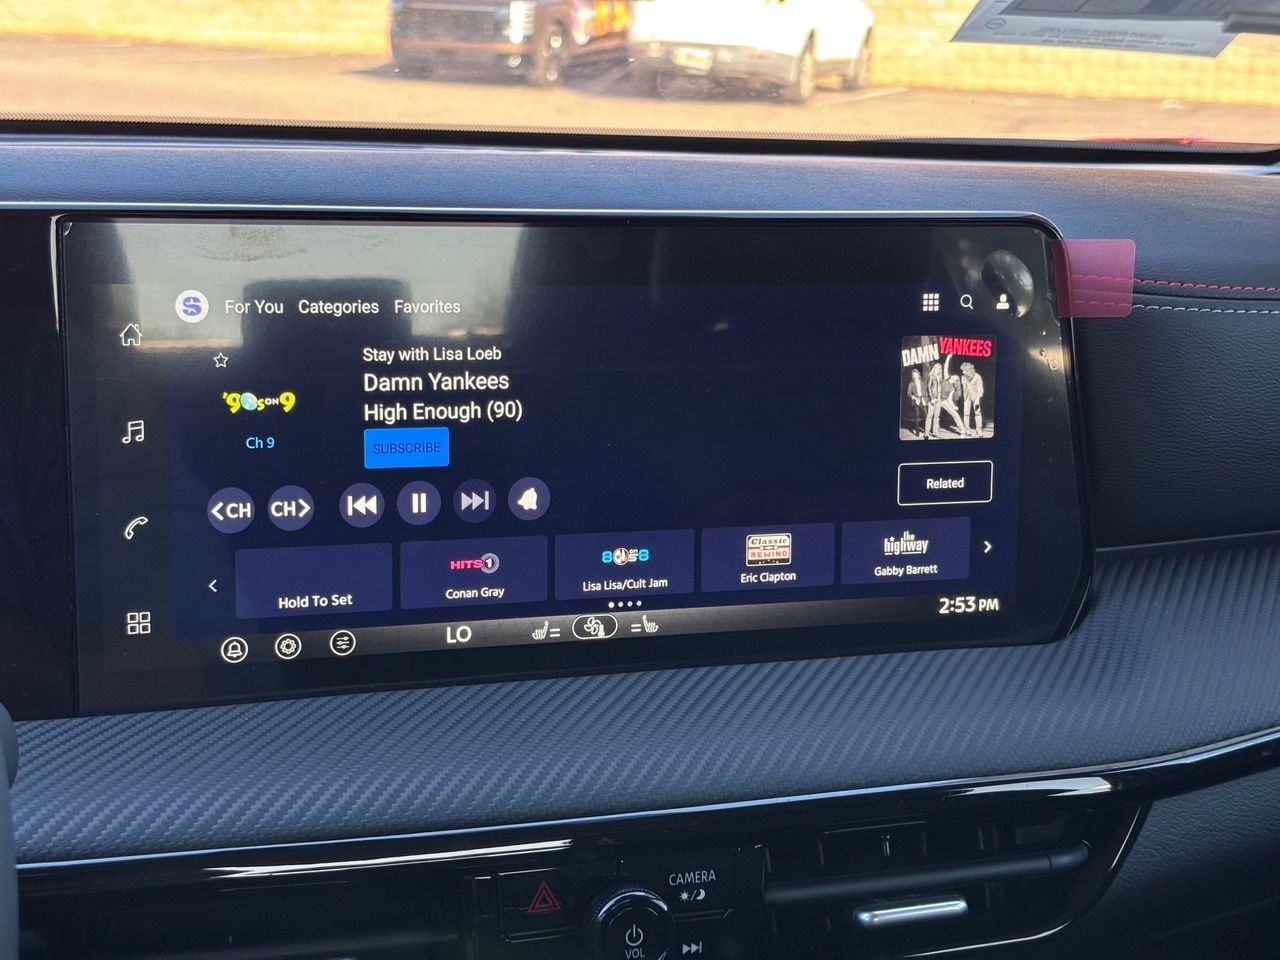 For You Categories Favorites
Stay with Lisa Loeb
Damn Yankees
High Enough (90)
SUBSCRIBE
'90s ON 9
Ch 9
DAMN YANKEES
Related
<CH CH>
Hold To Set
HITS 1
Conan Gray
80s on 8
Lisa Lisa/Cult Jam
Classic REWIND
Eric Clapton
the highway
Gabby Barrett
LO
2:53 PM
CAMERA
VOL